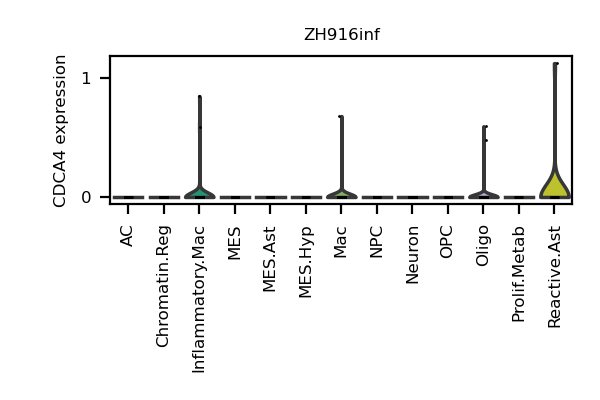 ZH916inf
CDCA4 expression
1
0
AC
Chromatin.Reg
Inflammatory.Mac
MES
MES.Ast
MES.Hyp
Mac
NPC
Neuron
OPC
Oligo
Prolif.Metab
Reactive.Ast